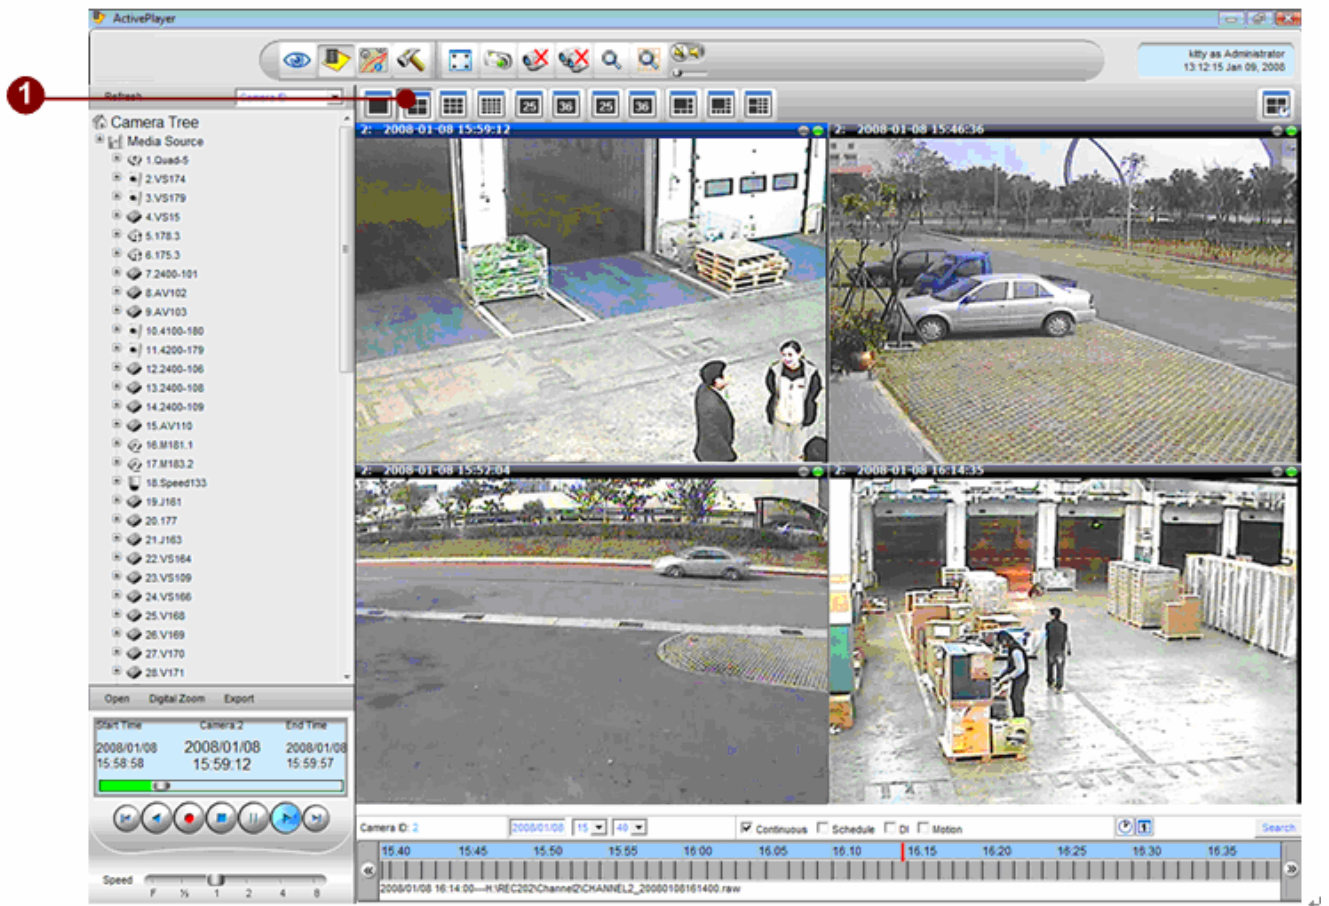 ActivePlayer
kitty as Administrator
13:12:15 Jan 09, 2008
1
Refresh
Camera ID
25 36 25 36
Camera Tree
Media Source
1.Quad-5
2.VS174
3.VS179
4.VS15
5.178.3
6.175.3
7.2400-101
8.AV102
9.AV103
10.4100-180
11.4200-179
12.2400-106
13.2400-108
14.2400-109
15.AV110
16.M181.1
17.M183.2
18.Speed133
19.J161
20.177
21.J163
22.VS164
23.VS109
24.VS166
25.V168
26.V169
27.V170
28.V171
2: 2008-01-08 15:59:12
2: 2008-01-08 15:46:36
2: 2008-01-08 15:52:04
2: 2008-01-08 16:14:35
Open Digital Zoom Export
Start Time Camera:2 End Time
2008/01/08 2008/01/08 2008/01/08
15:58:58 15:59:12 15:59:57
Speed
F ½ 1 2 4 8
Camera ID: 2 2008/01/08 15 40 Continuous Schedule DI Motion Search
15:40 15:45 15:50 15:55 16:00 16:05 16:10 16:15 16:20 16:25 16:30 16:35
2008/01/08 16:14:00---H:\REC202\Channel2\CHANNEL2_20080108161400.raw